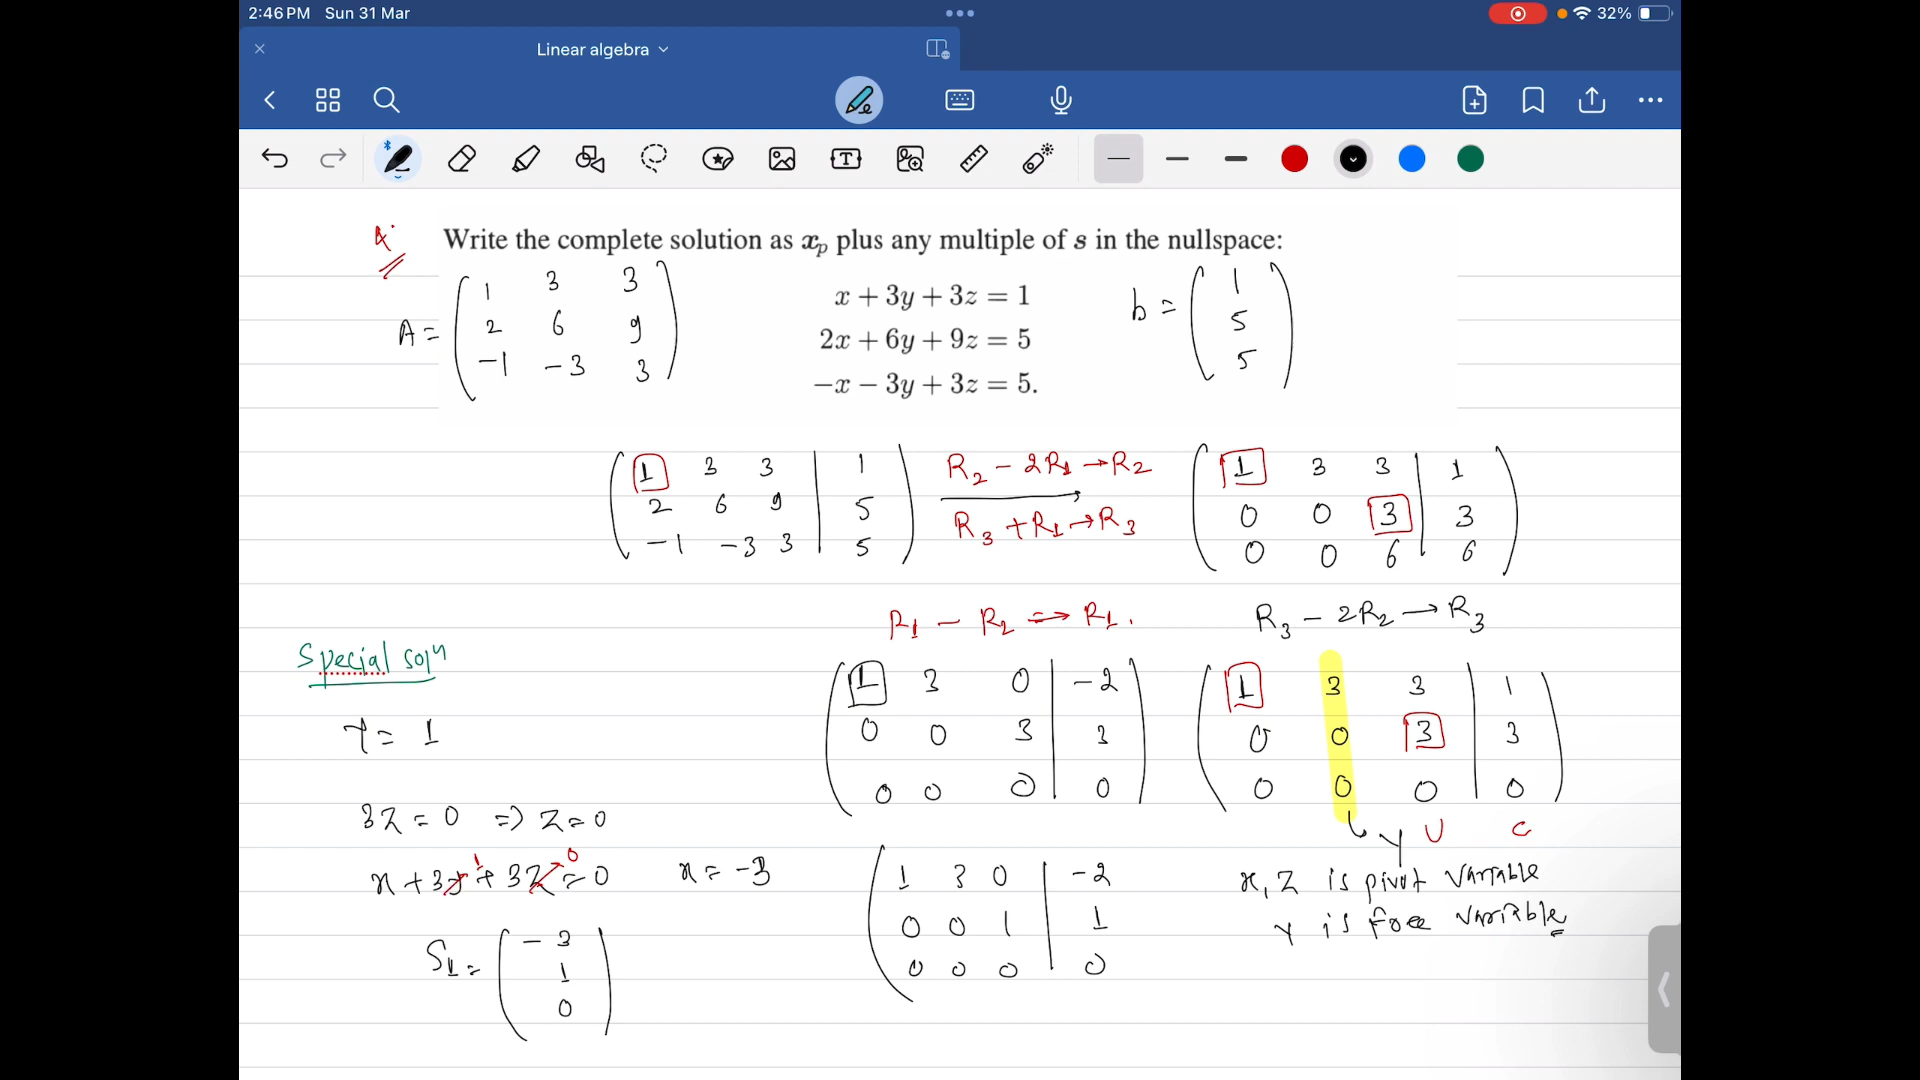 2:46 PM Sun 31 Mar
32%
Linear algebra
Write the complete solution as xₚ plus any multiple of s in the nullspace:
x + 3y + 3z = 1
2x + 6y + 9z = 5
−x − 3y + 3z = 5.
A =
1 3 3
2 6 9
-1 -3 3
b =
1
5
5
1 3 3 | 1
2 6 9 | 5
-1 -3 3 | 5
R2 - 2R1 → R2
R3 + R1 → R3
1 3 3 | 1
0 0 3 | 3
0 0 6 | 6
R3 - 2R2 → R3
1 3 3 | 1
0 0 3 | 3
0 0 0 | 0
Y U C
x, z is pivot variable
Y is free variable
R1 - R2 => R1.
1 3 0 | -2
0 0 3 | 3
0 0 0 | 0
1 3 0 | -2
0 0 1 | 1
0 0 0 | 0
Special solⁿ
Y = 1
3Z = 0 => Z = 0
1 0
x + 3y + 3Z = 0 x = -3
S1 =
-3
1
0